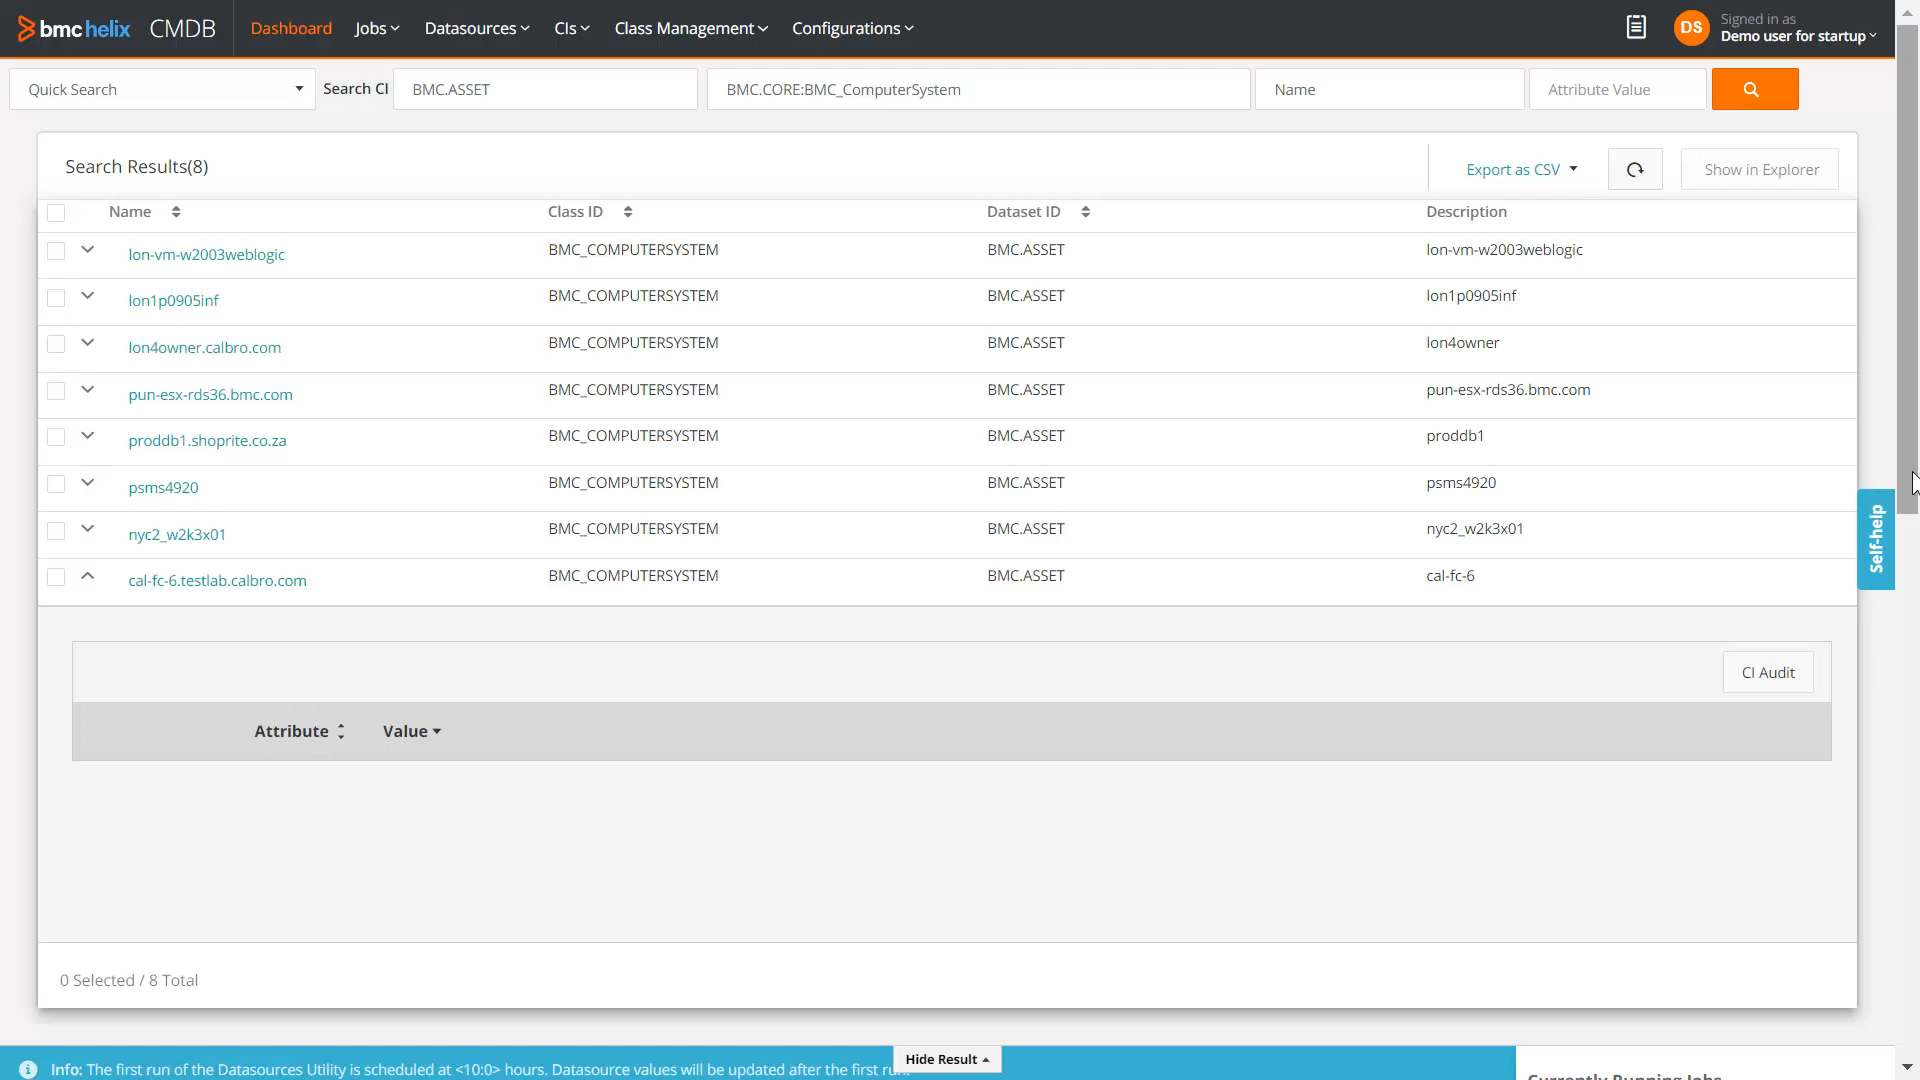 bmc helix CMDB Dashboard Jobs Datasources CIs Class Management Configurations DS Signed in as
Demo user for startup
Quick Search Search CI BMC.ASSET BMC.CORE:BMC_ComputerSystem Name Attribute Value
Search Results(8) Export as CSV Show in Explorer
Name Class ID Dataset ID Description
lon-vm-w2003weblogic BMC_COMPUTERSYSTEM BMC.ASSET lon-vm-w2003weblogic
lon1p0905inf BMC_COMPUTERSYSTEM BMC.ASSET lon1p0905inf
lon4owner.calbro.com BMC_COMPUTERSYSTEM BMC.ASSET lon4owner
pun-esx-rds36.bmc.com BMC_COMPUTERSYSTEM BMC.ASSET pun-esx-rds36.bmc.com
proddb1.shoprite.co.za BMC_COMPUTERSYSTEM BMC.ASSET proddb1
psms4920 BMC_COMPUTERSYSTEM BMC.ASSET psms4920
nyc2_w2k3x01 BMC_COMPUTERSYSTEM BMC.ASSET nyc2_w2k3x01
cal-fc-6.testlab.calbro.com BMC_COMPUTERSYSTEM BMC.ASSET cal-fc-6
Self-help
CI Audit
Attribute Value
0 Selected / 8 Total
Hide Result
Info: The first run of the Datasources Utility is scheduled at <10:0> hours. Datasource values will be updated after the first
Currently Running Jobs